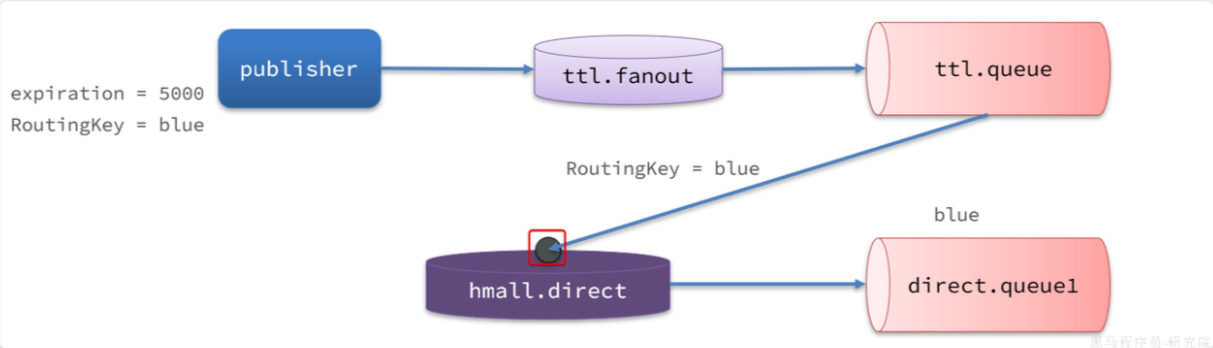 publisher
ttl.fanout
ttl.queue
expiration = 5000
RoutingKey = blue
RoutingKey = blue
blue
hmall.direct
direct.queue1
黑马程序员-研究院